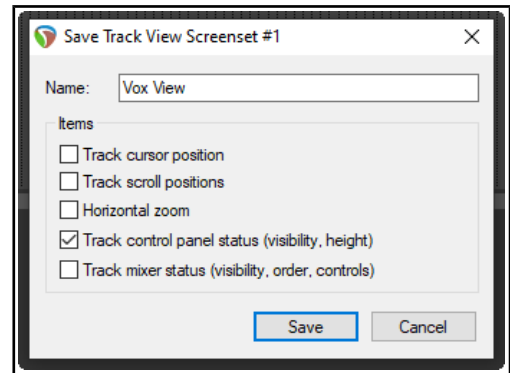 Save Track View Screenset #1
Name: Vox View
Items
Track cursor position
Track scroll positions
Horizontal zoom
Track control panel status (visibility, height)
Track mixer status (visibility, order, controls)
Save Cancel